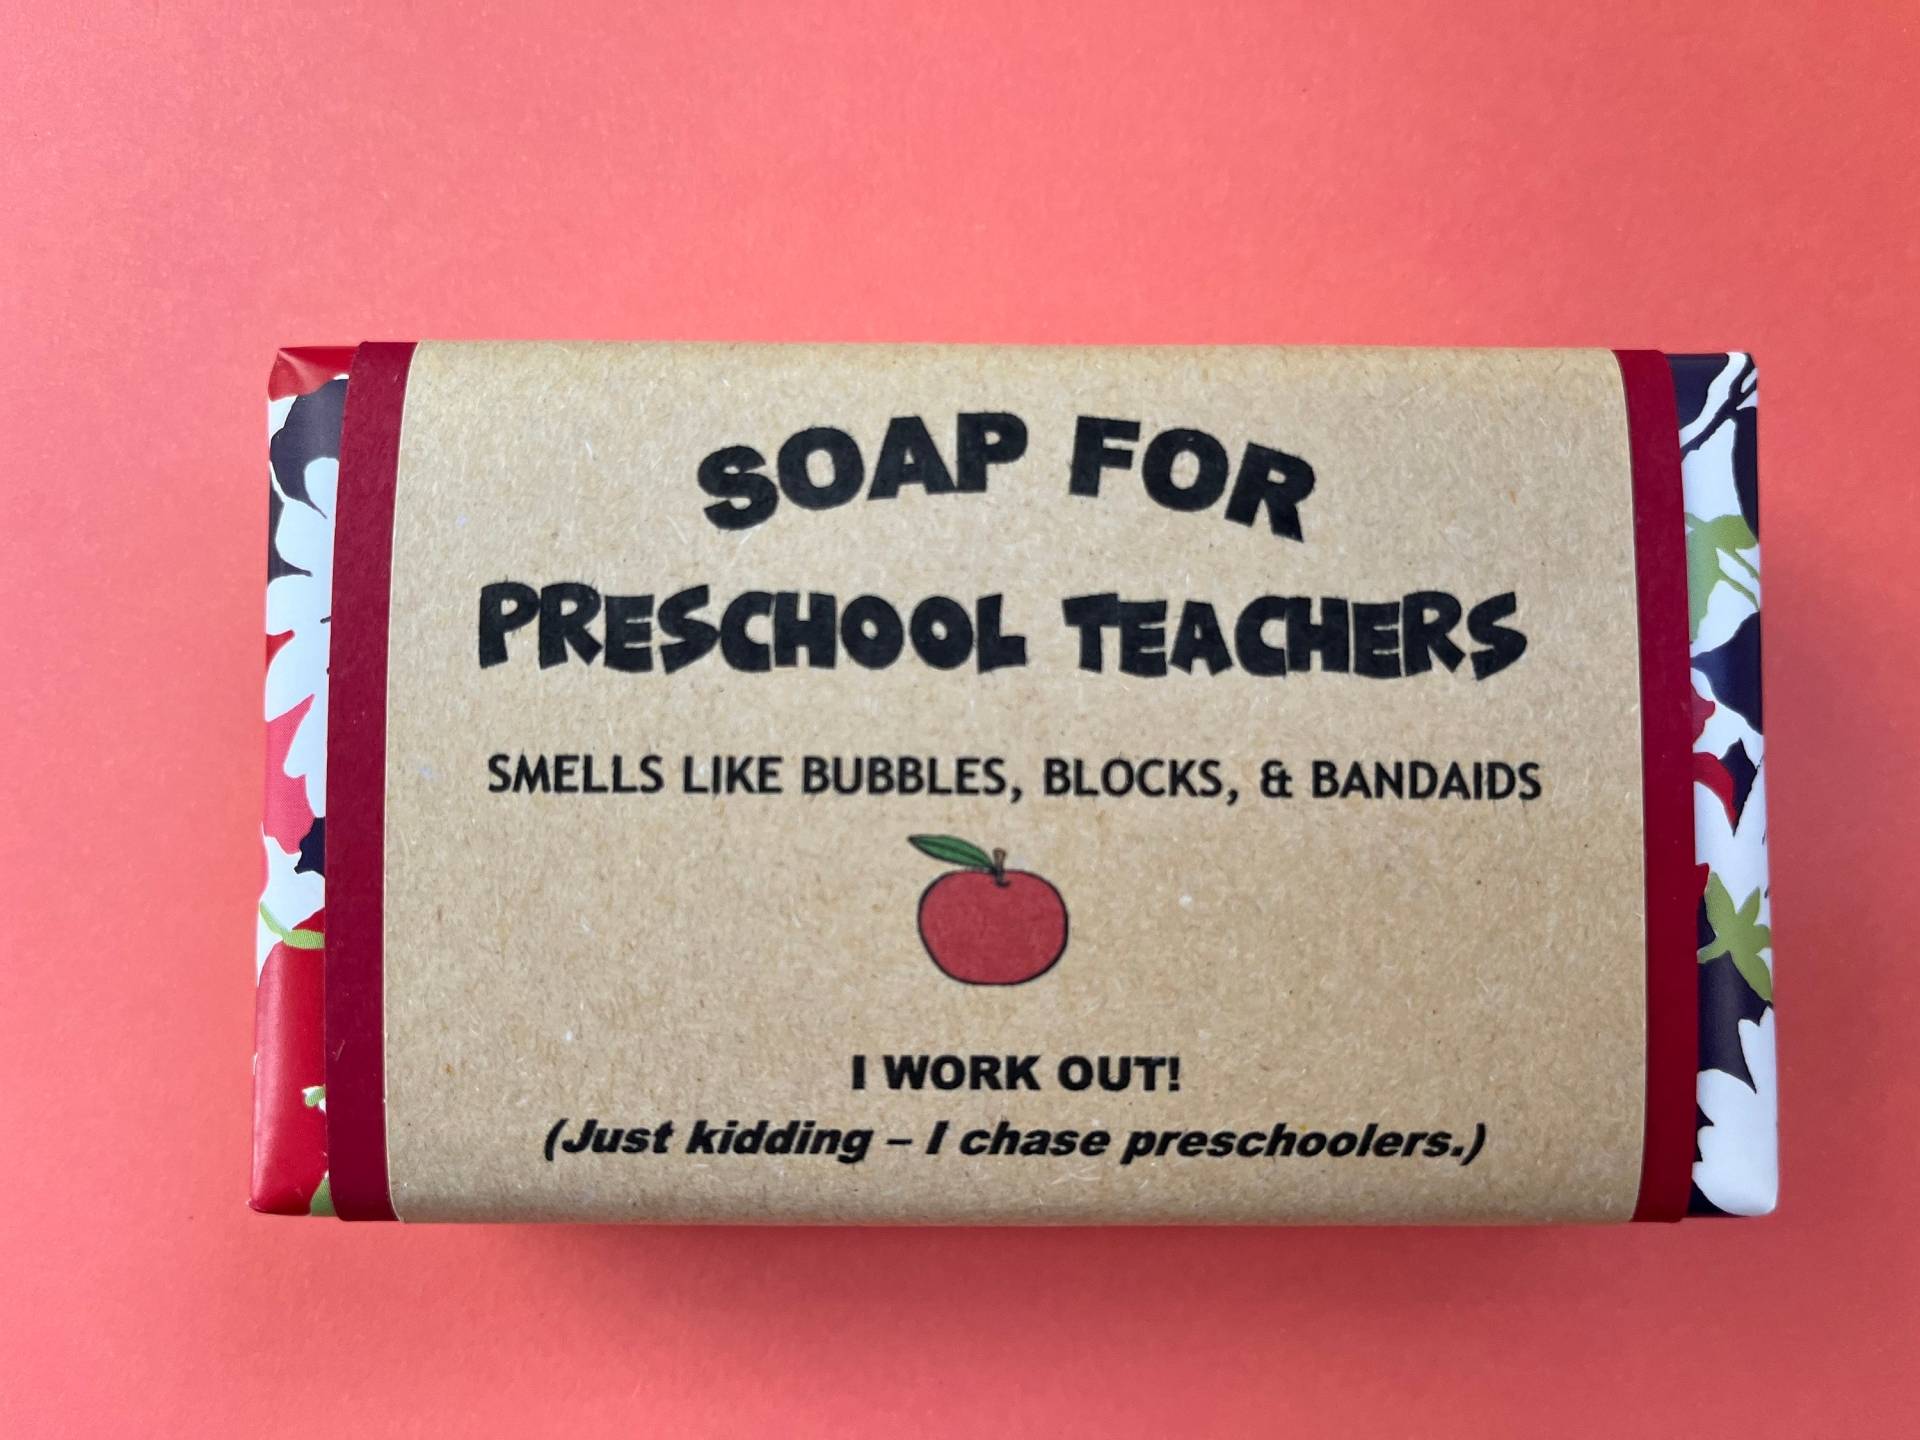 SOAP FOR
PRESCHOOL TEACHERS
SMELLS LIKE BUBBLES, BLOCKS, & BANDAIDS
I WORK OUT!
(Just kidding – I chase preschoolers.)